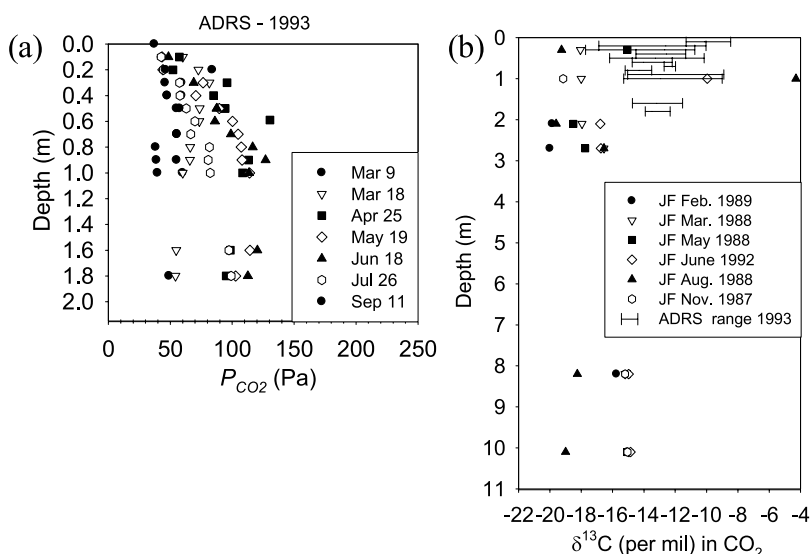 ADRS - 1993
(a)
0.0
0.2
0.4
0.6
0.8
1.0
1.2
1.4
1.6
1.8
2.0
Depth (m)
Mar 9
Mar 18
Apr 25
May 19
Jun 18
Jul 26
Sep 11
0 50 100 150 200 250
P_CO2 (Pa)
(b)
0
1
2
3
4
5
6
7
8
9
10
11
Depth (m)
JF Feb. 1989
JF Mar. 1988
JF May 1988
JF June 1992
JF Aug. 1988
JF Nov. 1987
ADRS range 1993
-22 -20 -18 -16 -14 -12 -10 -8 -6 -4
δ¹³C (per mil) in CO₂